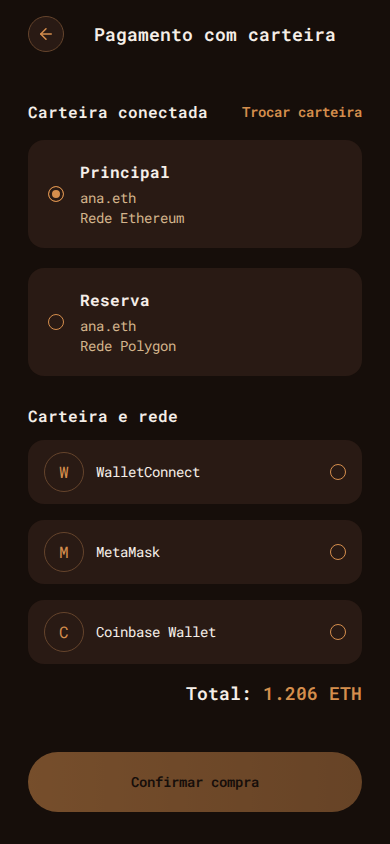 Pagamento com carteira
Carteira conectada
Trocar carteira
Principal
ana.eth
Rede Ethereum
Reserva
ana.eth
Rede Polygon
Carteira e rede
W
WalletConnect
M
MetaMask
C
Coinbase Wallet
Total: 1.206 ETH
Confirmar compra